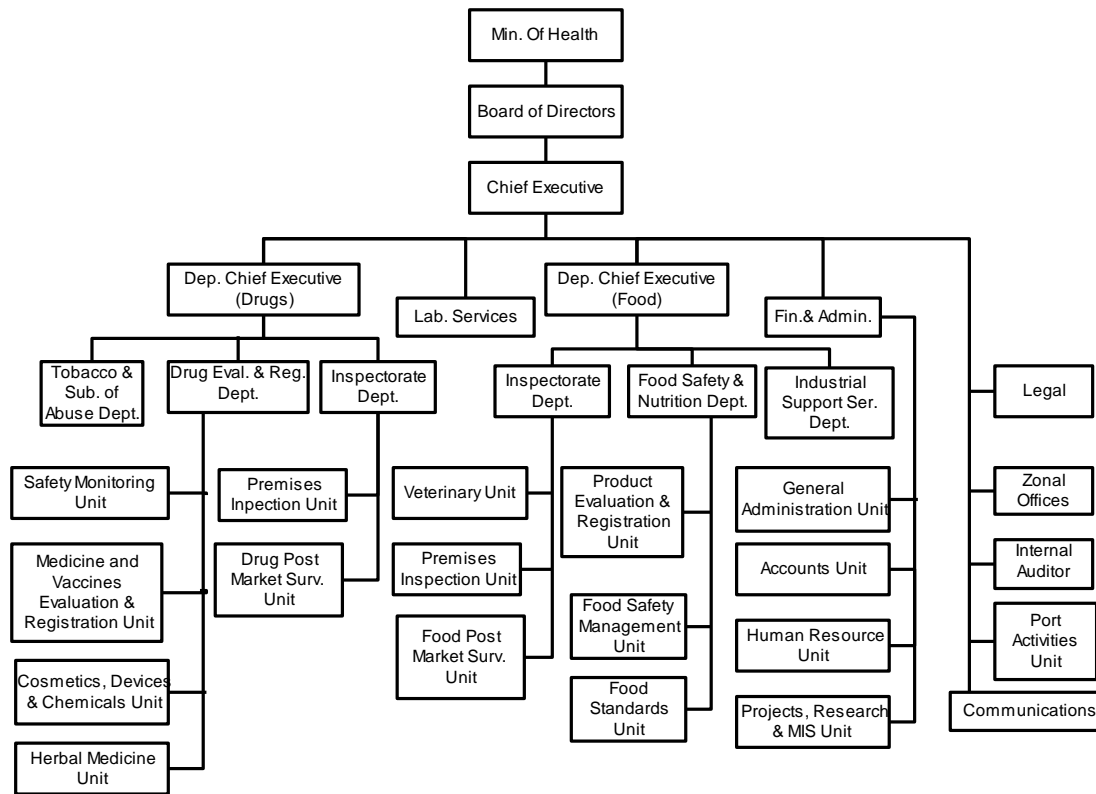 Min. Of Health
Board of Directors
Chief Executive
Dep. Chief Executive
(Drugs)
Lab. Services
Dep. Chief Executive
(Food)
Fin.& Admin.
Tobacco &
Sub. of
Abuse Dept.
Drug Eval. & Reg.
Dept.
Inspectorate
Dept.
Inspectorate
Dept.
Food Safety &
Nutrition Dept.
Industrial
Support Ser.
Dept.
Legal
Safety Monitoring
Unit
Premises
Inpection Unit
Veterinary Unit
Product
Evaluation &
Registration
Unit
General
Administration Unit
Zonal
Offices
Medicine and
Vaccines
Evaluation &
Registration Unit
Drug Post
Market Surv.
Unit
Premises
Inspection Unit
Accounts Unit
Internal
Auditor
Food Post
Market Surv.
Unit
Food Safety
Management
Unit
Human Resource
Unit
Port
Activities
Unit
Cosmetics, Devices
& Chemicals Unit
Food
Standards
Unit
Projects, Research
& MIS Unit
Communications
Herbal Medicine
Unit